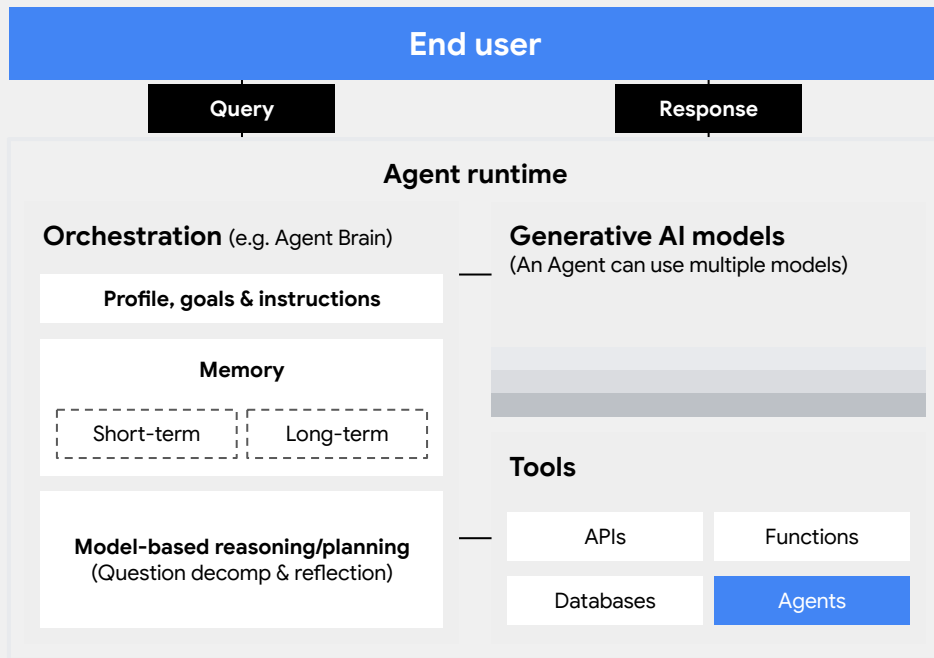 End user
Query
Response
Agent runtime
Orchestration (e.g. Agent Brain)
Profile, goals & instructions
Memory
Short-term
Long-term
Model-based reasoning/planning
(Question decomp & reflection)
Generative AI models
(An Agent can use multiple models)
Tools
APIs
Functions
Databases
Agents